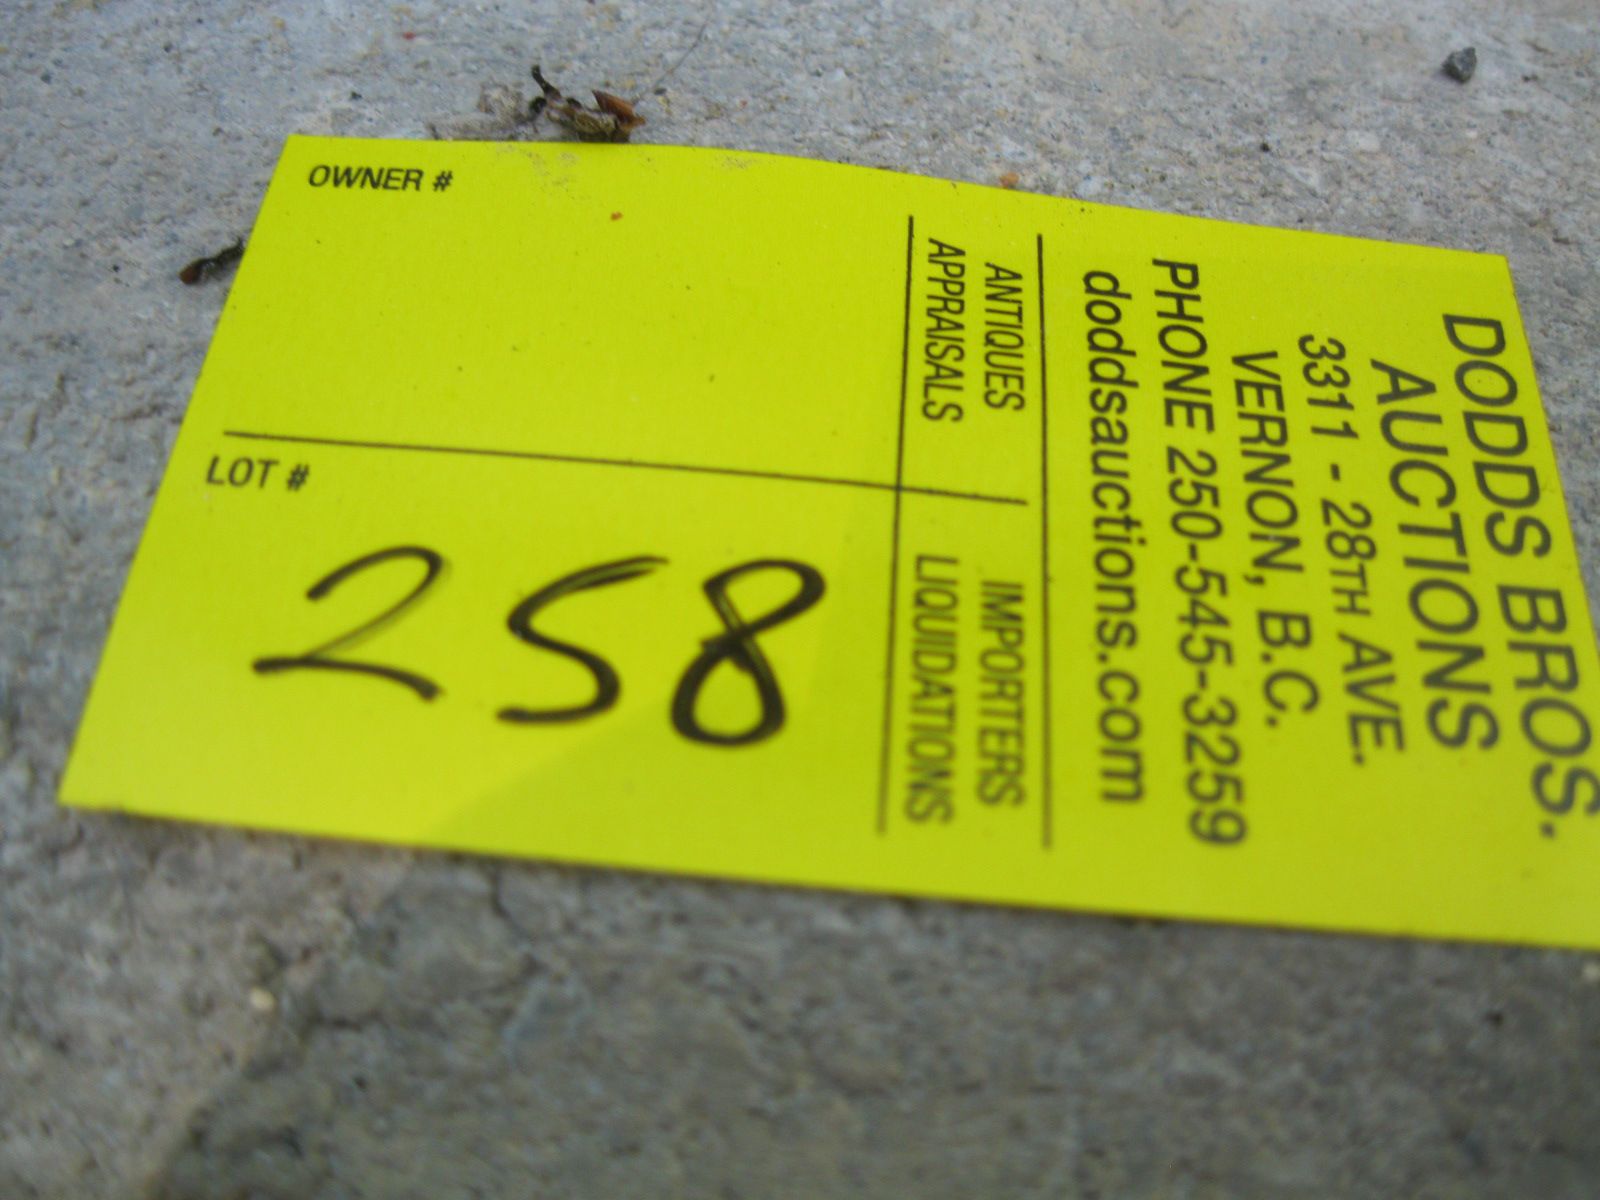 OWNER #
LOT #
258
DODDS BROS.
AUCTIONS
3311 - 28TH AVE.
VERNON, B.C.
PHONE 250-545-3259
doddsauctions.com
ANTIQUES
APPRAISALS
IMPORTERS
LIQUIDATIONS